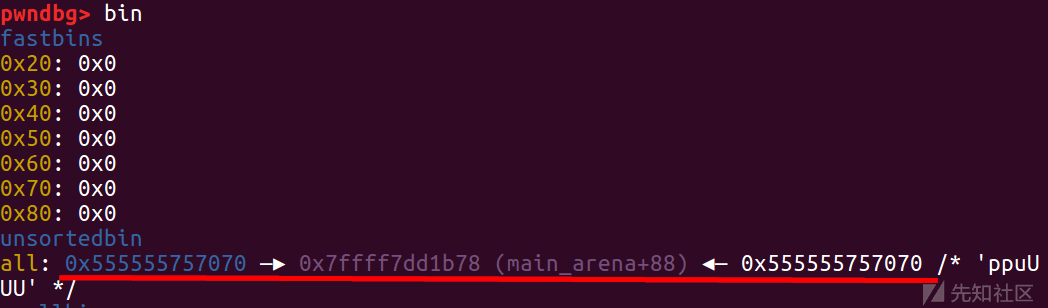 pwndbg> bin
fastbins
0x20: 0x0
0x30: 0x0
0x40: 0x0
0x50: 0x0
0x60: 0x0
0x70: 0x0
0x80: 0x0
unsortedbin
all: 0x555555757070 —▸ 0x7ffff7dd1b78 (main_arena+88) ◂— 0x555555757070 /* 'ppuU
UU' */
先知社区